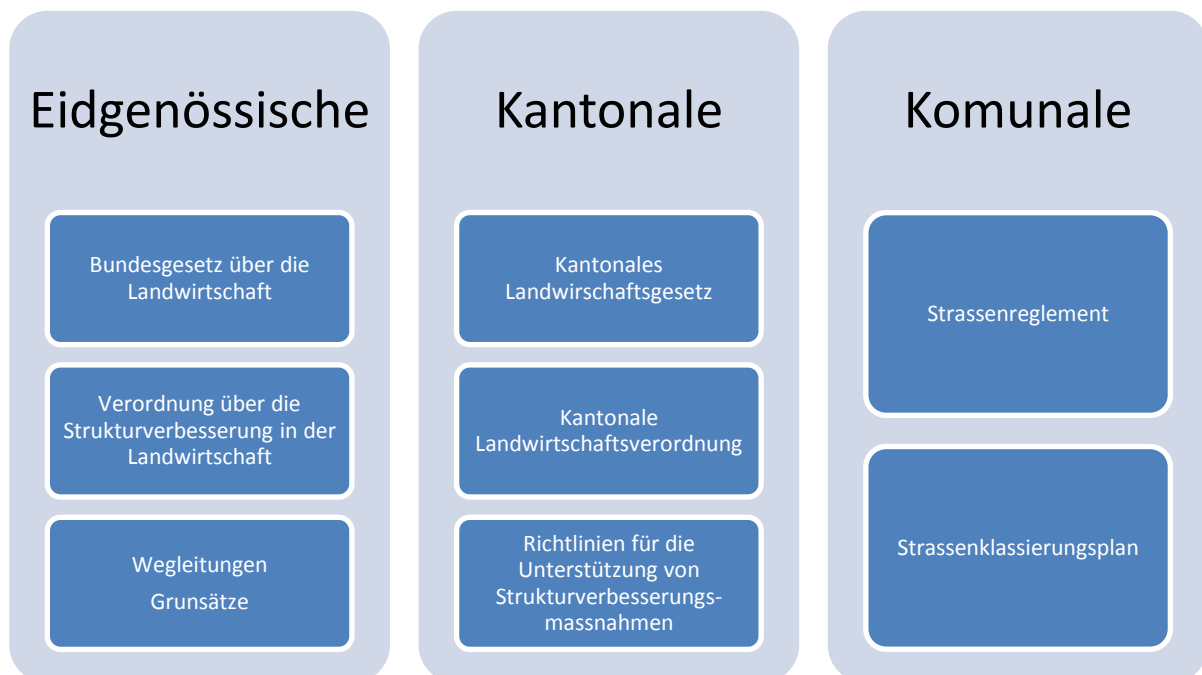 Eidgenössische
Bundesgesetz über die
Landwirtschaft
Verordnung über die
Strukturverbesserung in der
Landwirtschaft
Wegleitungen
Grunsätze
Kantonale
Kantonales
Landwirschaftsgesetz
Kantonale
Landwirtschaftsverordnung
Richtlinien für die
Unterstützung von
Strukturverbesserungs-
massnahmen
Komunale
Strassenreglement
Strassenklassierungsplan